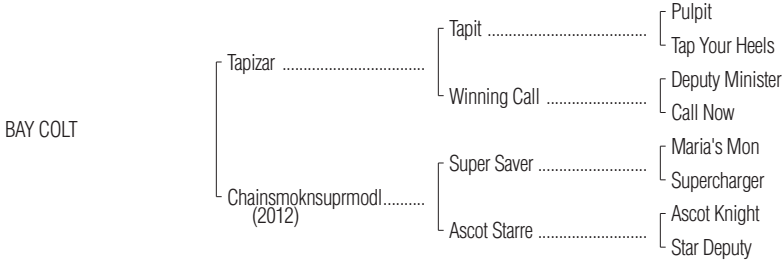 Pulpit
Tapit ....................................
Tap Your Heels
Tapizar ...............................
Deputy Minister
Winning Call ........................
Call Now
BAY COLT
Maria's Mon
Super Saver ........................
Supercharger
Chainsmoknsuprmodl.........
(2012)
Ascot Knight
Ascot Starre ........................
Star Deputy